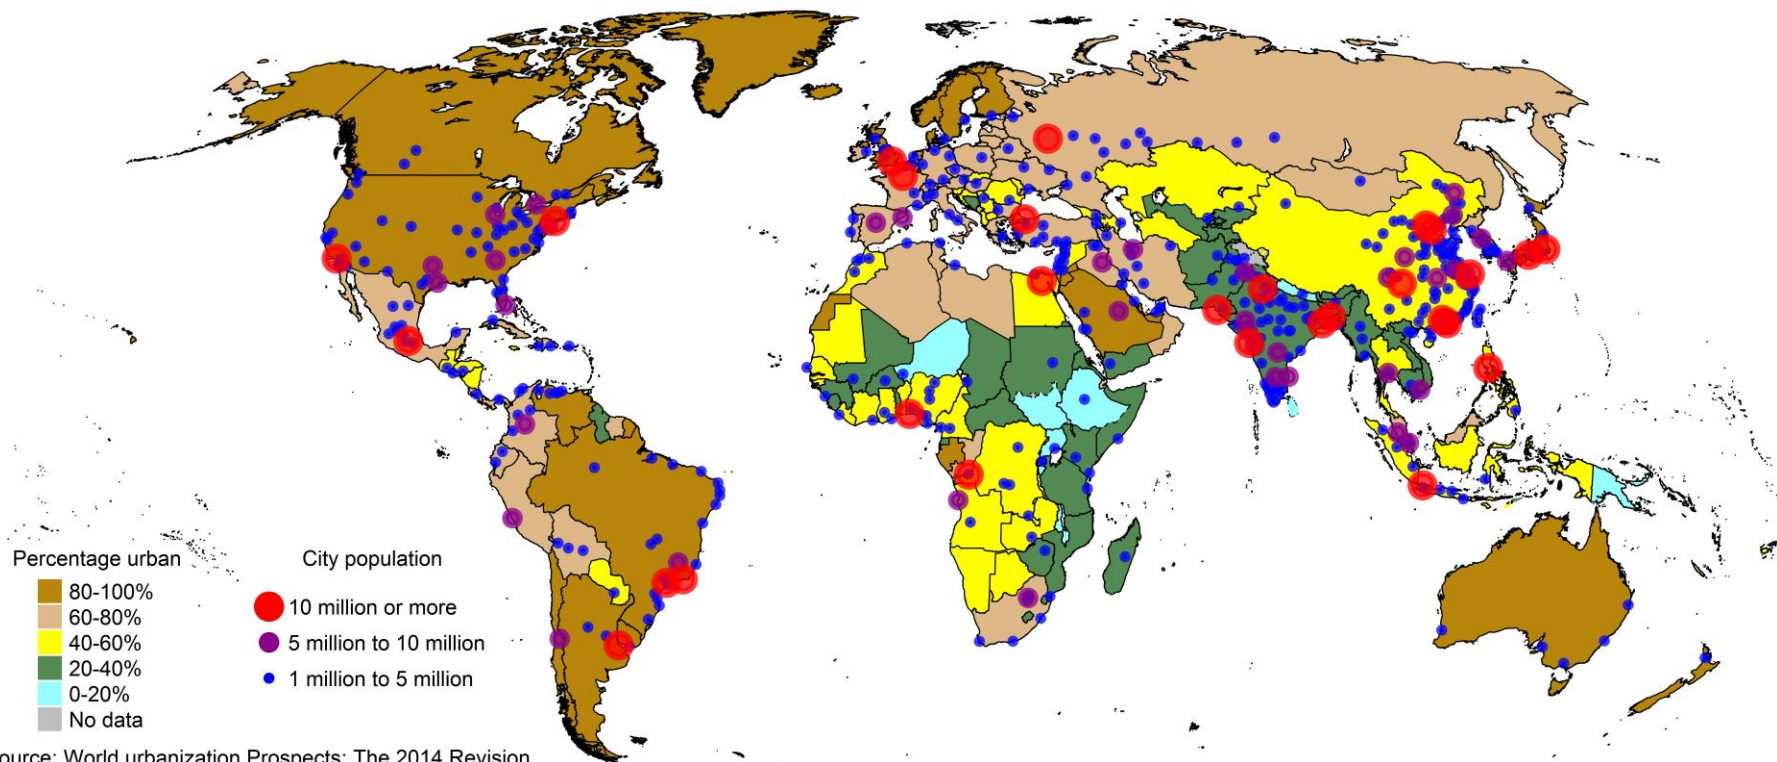 Percentage urban
80-100%
60-80%
40-60%
20-40%
0-20%
No data
City population
10 million or more
5 million to 10 million
1 million to 5 million
ource: World urbanization Prospects: The 2014 Revision